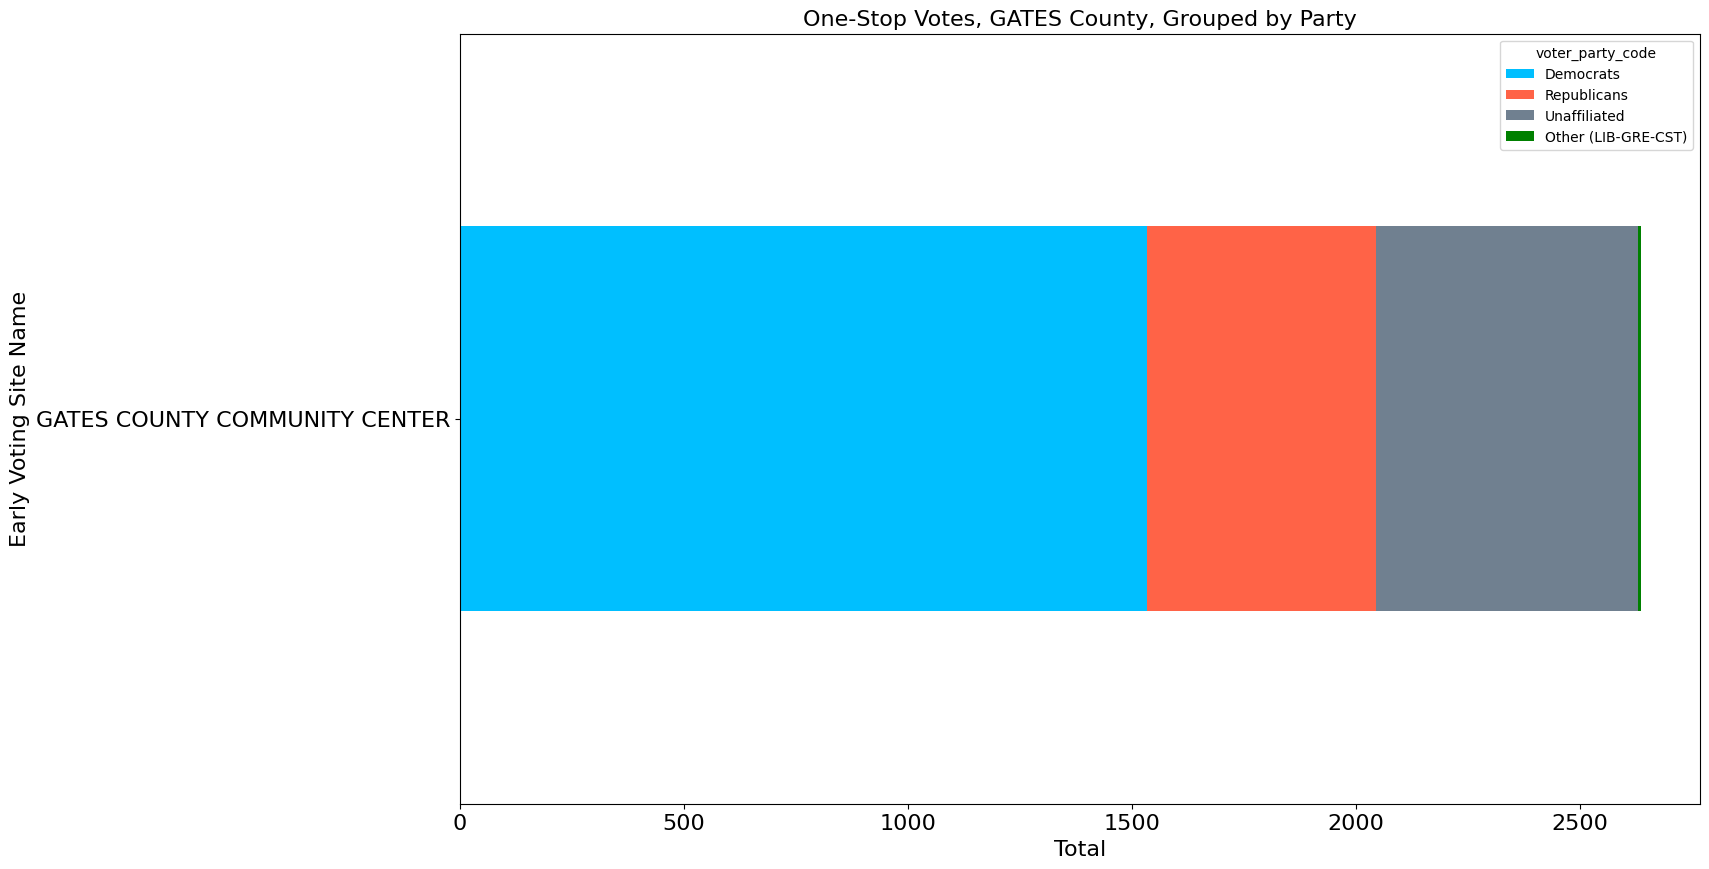 One-Stop Votes, GATES County, Grouped by Party
voter_party_code
Democrats
Republicans
Unaffiliated
Other (LIB-GRE-CST)
Early Voting Site Name
GATES COUNTY COMMUNITY CENTER
0 500 1000 1500 2000 2500
Total